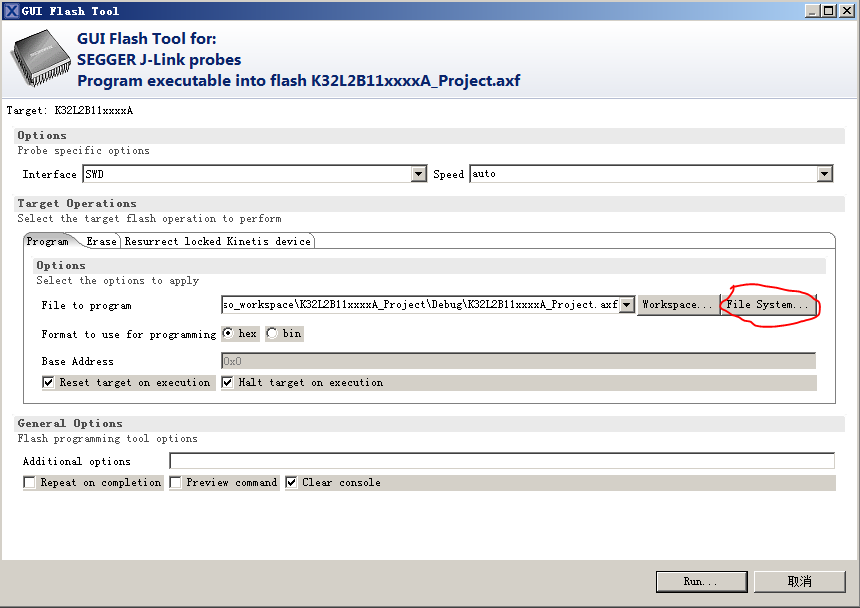 GUI Flash Tool
GUI Flash Tool for:
SEGGER J-Link probes
Program executable into flash K32L2B11xxxxA_Project.axf
Target: K32L2B11xxxxA
Options
Probe specific options
Interface SWD Speed auto
Target Operations
Select the target flash operation to perform
Program Erase Resurrect locked Kinetis device
Options
Select the options to apply
File to program so_workspace\K32L2B11xxxxA_Project\Debug\K32L2B11xxxxA_Project.axf Workspace... File System...
Format to use for programming hex bin
Base Address 0x0
Reset target on execution Halt target on execution
General Options
Flash programming tool options
Additional options
Repeat on completion Preview command Clear console
Run... 取消